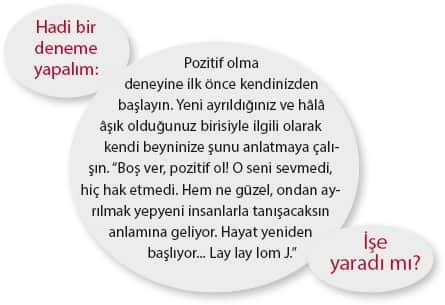 Hadi bir
deneme
yapalım:
Pozitif olma
deneyine ilk önce kendinizden
başlayın. Yeni ayrıldığınız ve hâlâ
âşık olduğunuz birisiyle ilgili olarak
kendi beyninize şunu anlatmaya çalı-
şın. “Boş ver, pozitif ol! O seni sevmedi,
hiç hak etmedi. Hem ne güzel, ondan ay-
rılmak yepyeni insanlarla tanışacaksın
anlamına geliyor. Hayat yeniden
başlıyor... Lay lay lom J.”
İşe
yaradı mı?